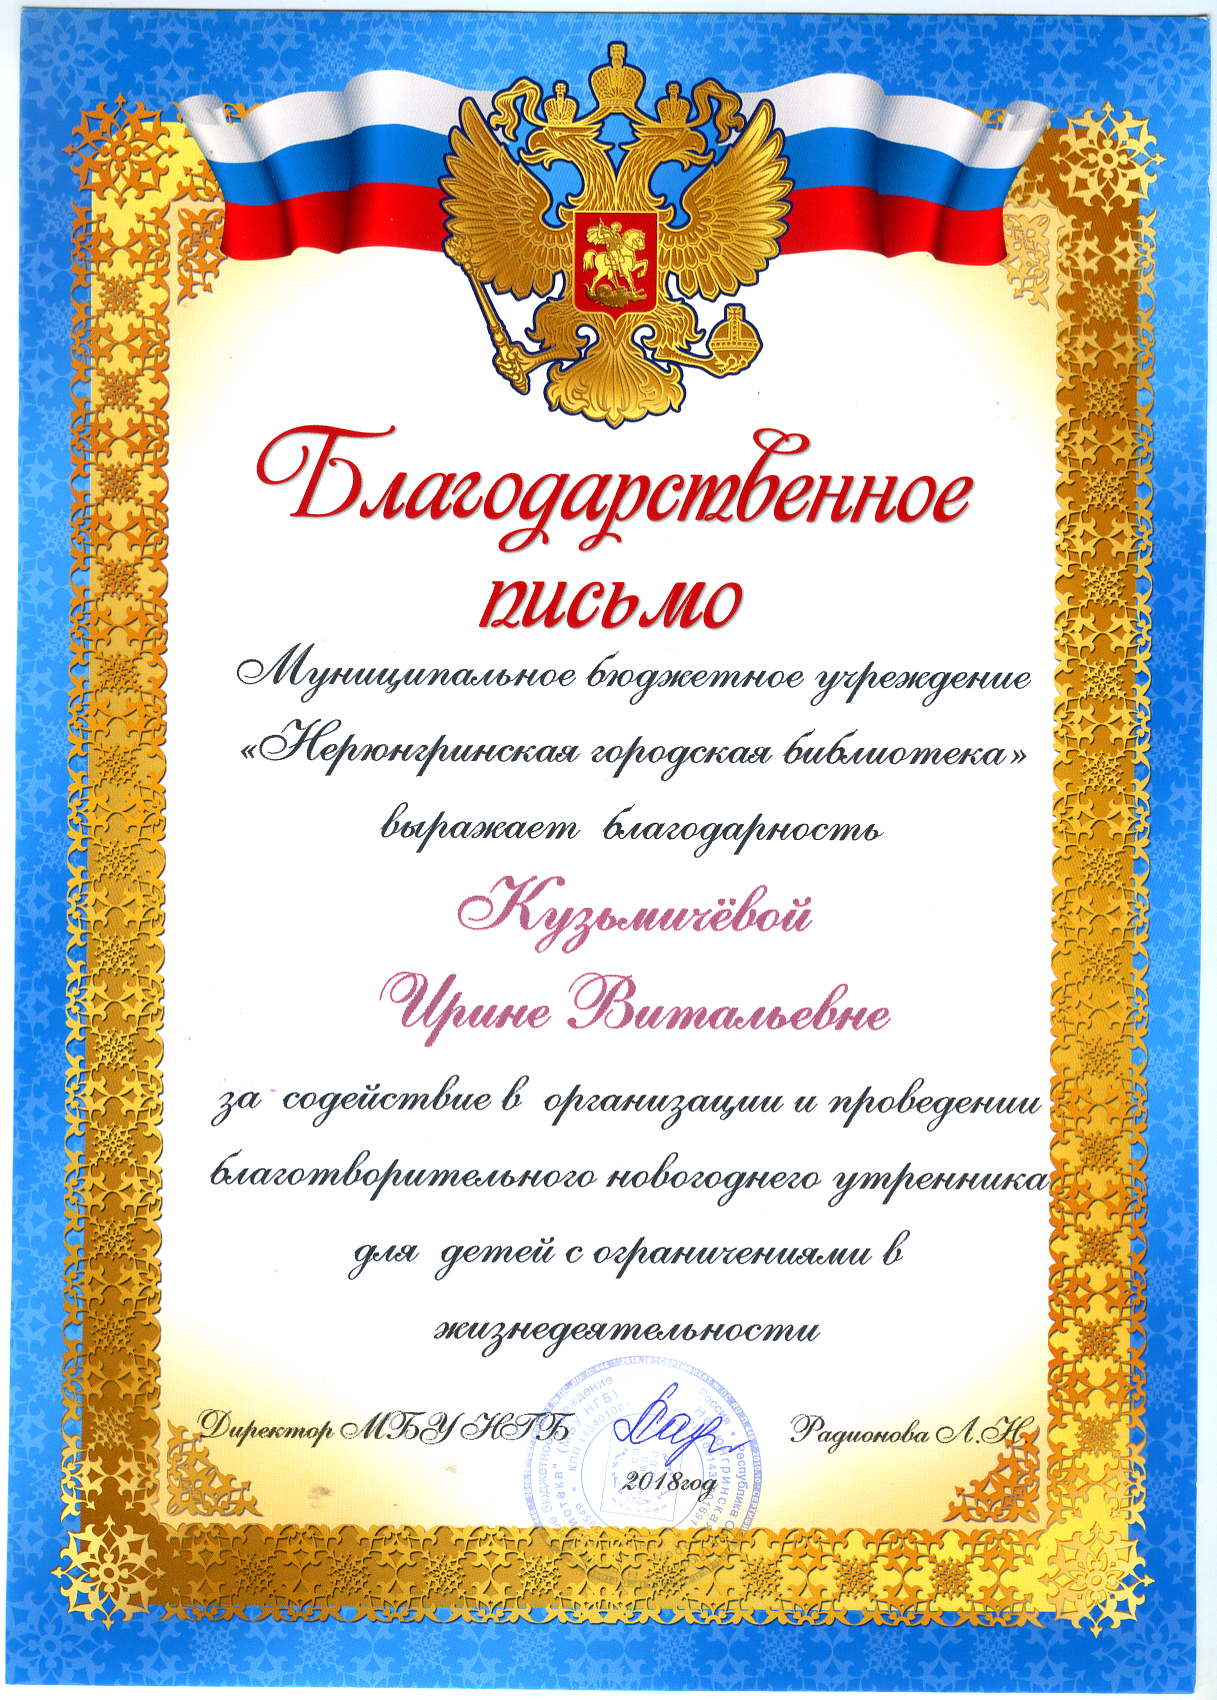 Благодарственное
письмо
Муниципальное бюджетное учреждение
«Нерюнгринская городская библиотека»
выражает благодарность
Кузьмичёвой
Ирине Витальевне
за содействие в организации и проведении
благотворительного новогоднего утренника
для детей с ограничениями в
жизнедеятельности
Директор МБУ НГБ
Радионова Л.Н.
2018год